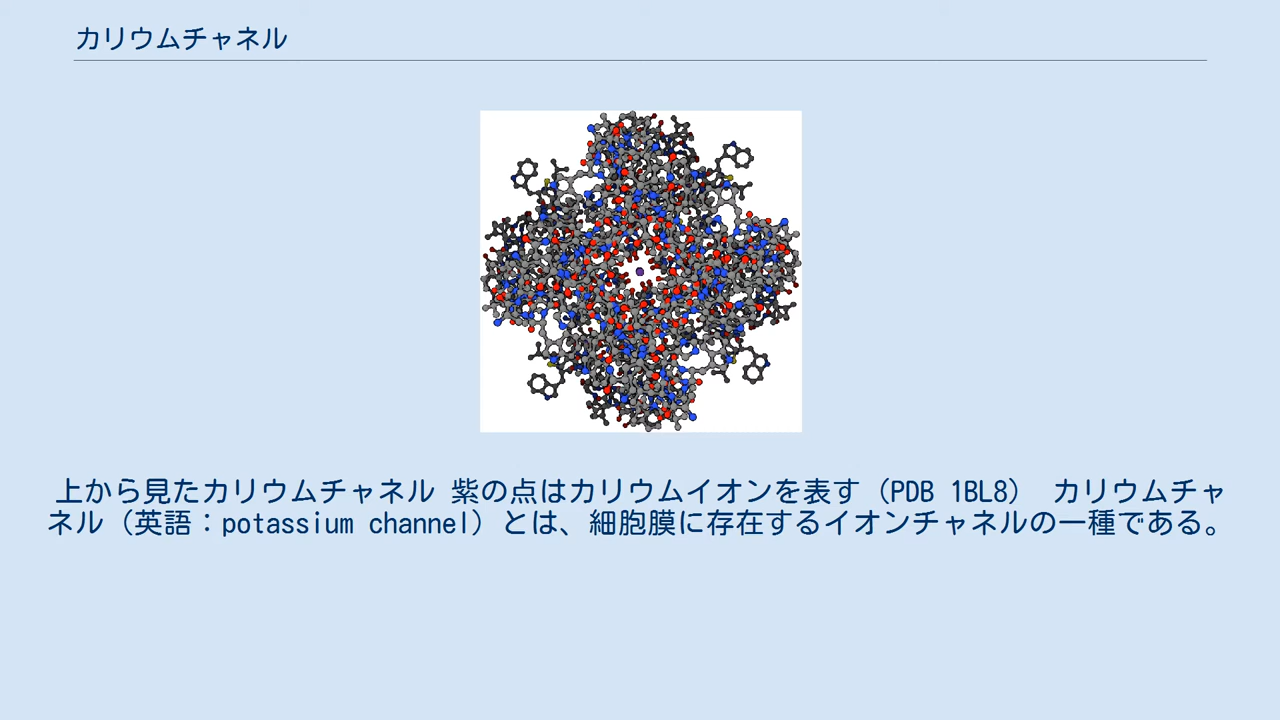 カリウムチャネル
上から見たカリウムチャネル 紫の点はカリウムイオンを表す（PDB 1BL8） カリウムチャ
ネル（英語：potassium channel）とは、細胞膜に存在するイオンチャネルの一種である。